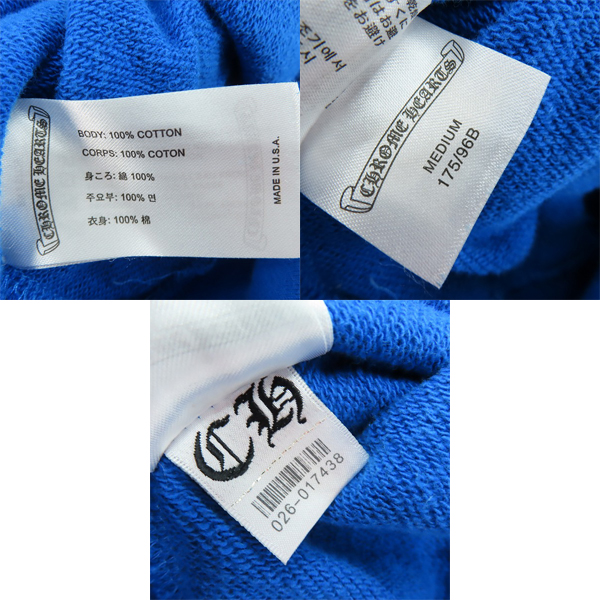 CHROME HEARTS
BODY: 100% COTTON
CORPS: 100% COTON
身ごろ: 綿 100%
주요부: 100% 면
衣身: 100% 棉
MADE IN U.S.A.
CHROME HEARTS
MEDIUM
175/96B
CH
026-017438